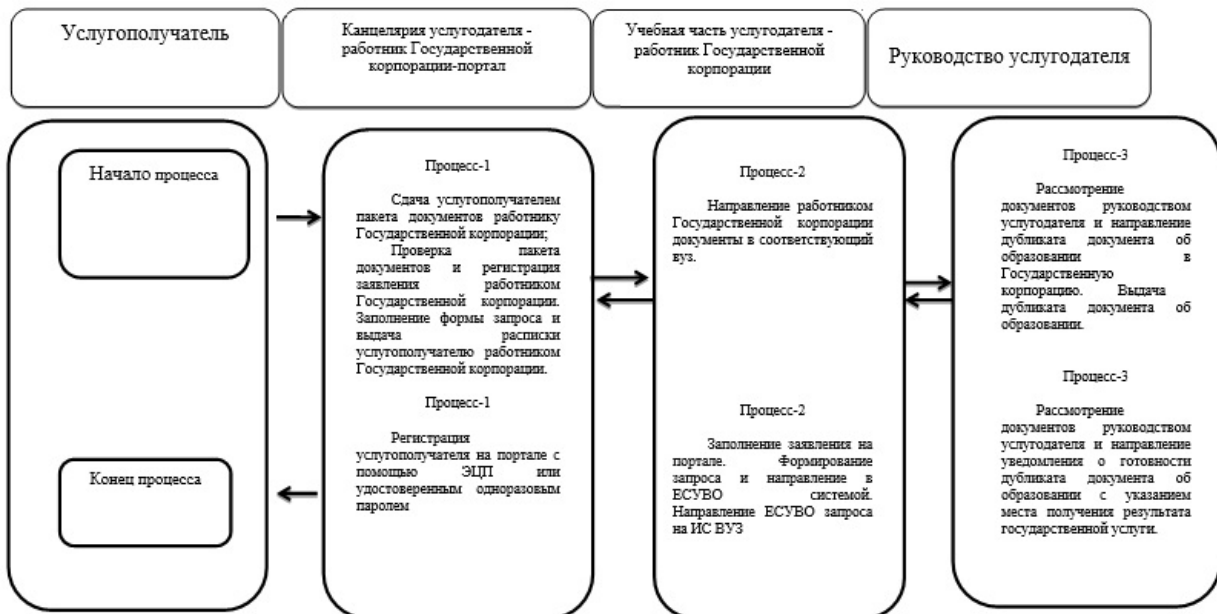 Услугополучатель
Канцелярия услугодателя -
работник Государственной
корпорации-портал
Учебная часть услугодателя -
работник Государственной
корпорации
Руководство услугодателя
Начало процесса
Конец процесса
Процесс-1
Сдача услугополучателем
пакета документов работнику
Государственной корпорации;
Проверка пакета
документов и регистрация
заявления работником
Государственной корпорации.
Заполнение формы запроса и
выдача расписки
услугополучателю работником
Государственной корпорации.
Процесс-1
Регистрация
услугополучателя на портале с
помощью ЭЦП или
удостоверенным одноразовым
паролем
Процесс-2
Направление работником
Государственной корпорации
документы в соответствующий
вуз.
Процесс-2
Заполнение заявления на
портале. Формирование
запроса и направление в
ЕСУВО системой.
Направление ЕСУВО запроса
на ИС ВУЗ
Процесс-3
Рассмотрение
документов руководством
услугодателя и направление
дубликата документа об
образовании в
Государственную
корпорацию. Выдача
дубликата документа об
образовании.
Процесс-3
Рассмотрение
документов руководством
услугодателя и направление
уведомления о готовности
дубликата документа об
образовании с указанием
места получения результата
государственной услуги.